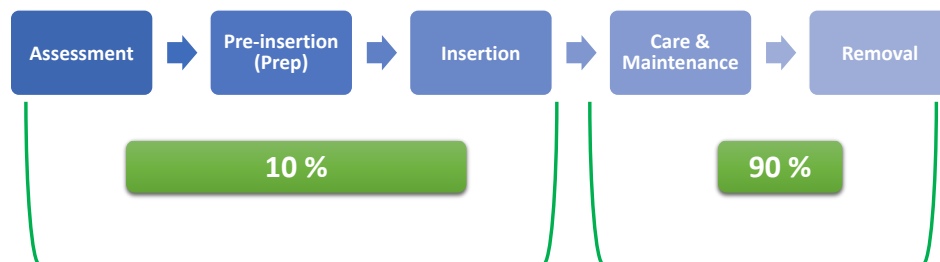 Assessment
Pre-insertion
(Prep)
Insertion
Care &
Maintenance
Removal
10 %
90 %